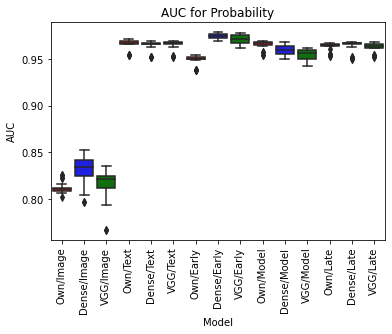 AUC for Probability
AUC
0.95
0.90
0.85
0.80
Own/Image
Dense/Image
VGG/Image
Own/Text
Dense/Text
VGG/Text
Own/Early
Dense/Early
VGG/Early
Own/Model
Dense/Model
VGG/Model
Own/Late
Dense/Late
VGG/Late
Model